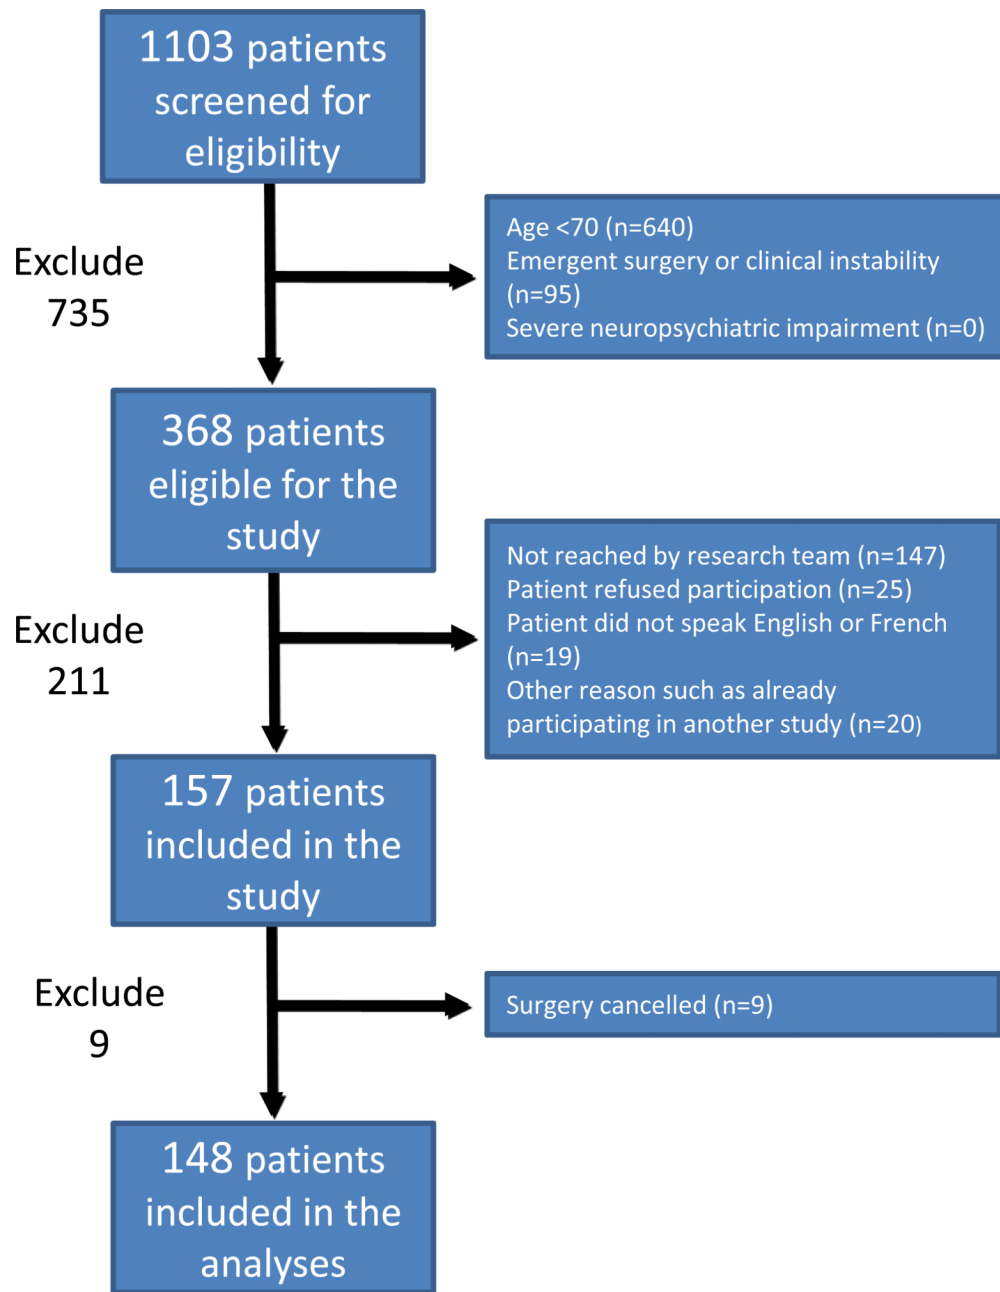 1103 patients
screened for
eligibility
Exclude
735
Age <70 (n=640)
Emergent surgery or clinical instability
(n=95)
Severe neuropsychiatric impairment (n=0)
368 patients
eligible for the
study
Exclude
211
Not reached by research team (n=147)
Patient refused participation (n=25)
Patient did not speak English or French
(n=19)
Other reason such as already
participating in another study (n=20)
157 patients
included in the
study
Exclude
9
Surgery cancelled (n=9)
148 patients
included in the
analyses